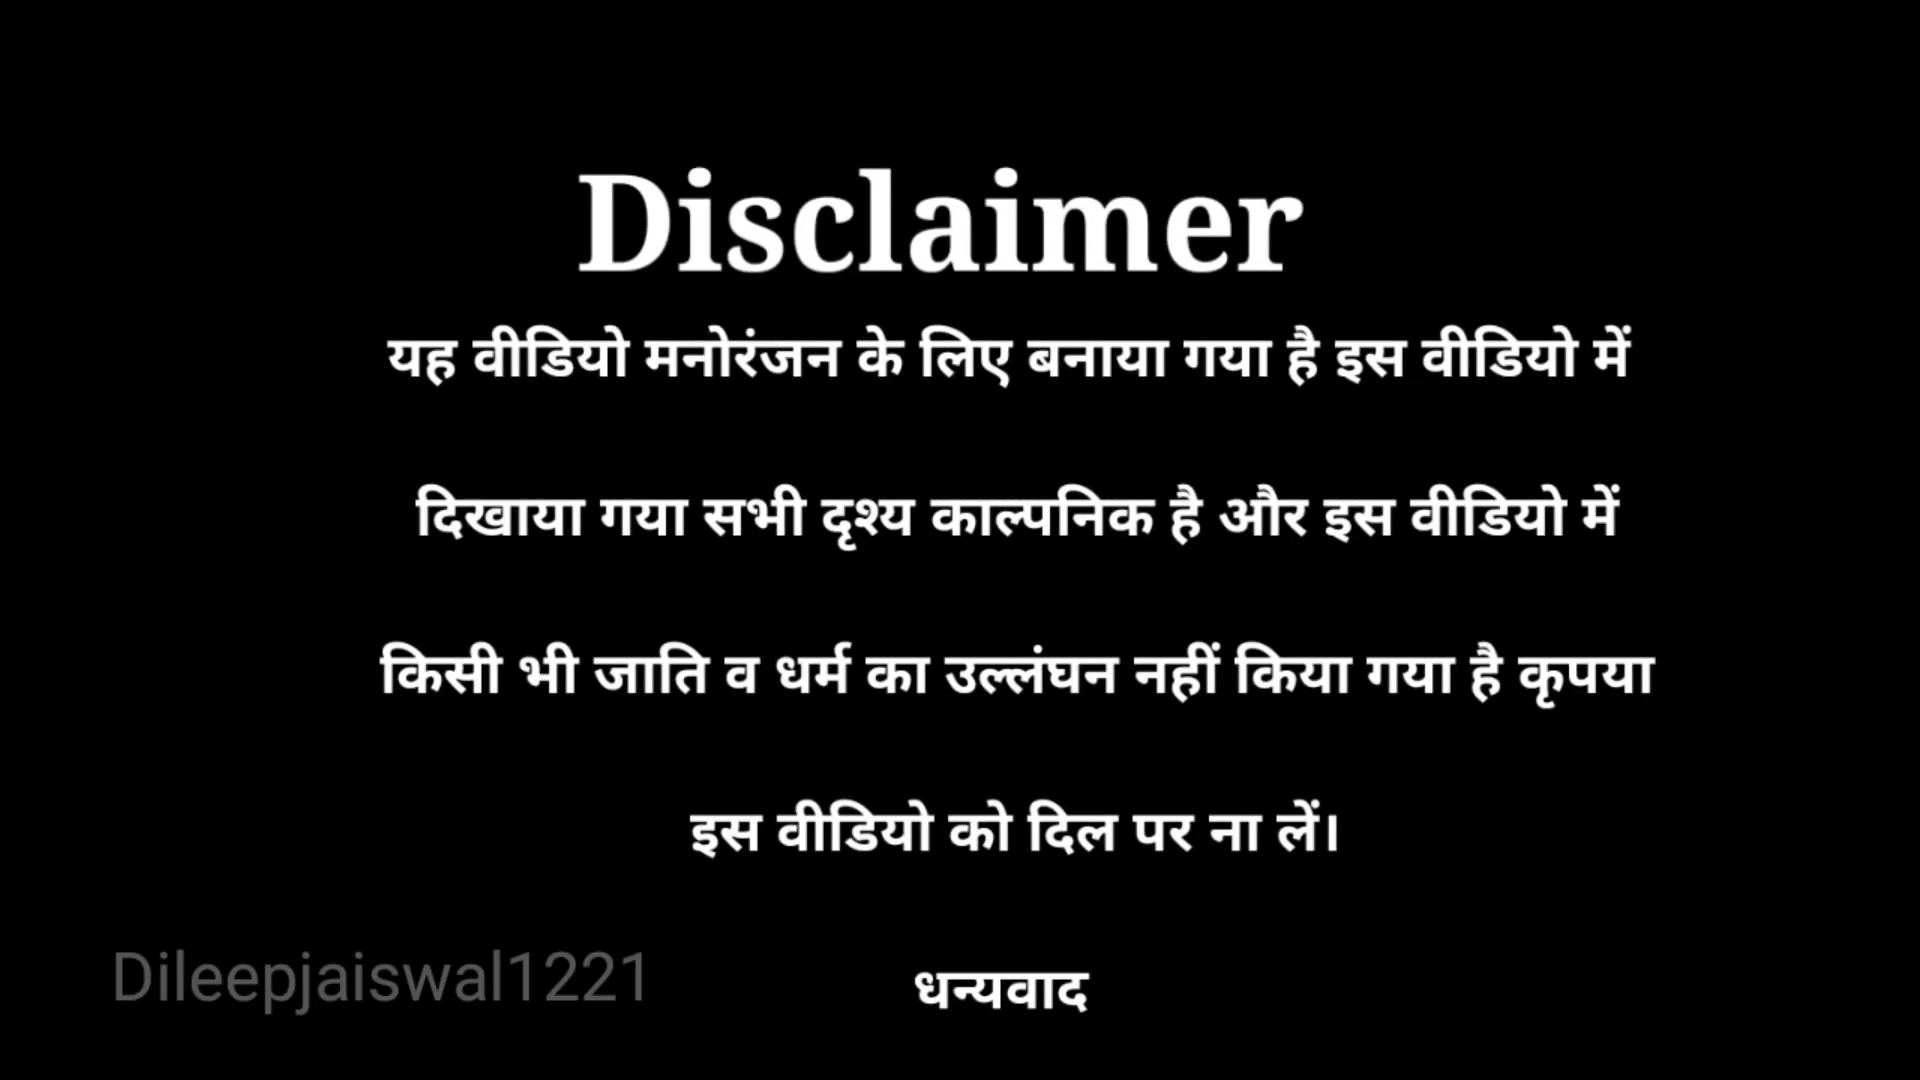 Disclaimer
यह वीडियो मनोरंजन के लिए बनाया गया है इस वीडियो में
दिखाया गया सभी दृश्य काल्पनिक है और इस वीडियो में
किसी भी जाति व धर्म का उल्लंघन नहीं किया गया है कृपया
इस वीडियो को दिल पर ना लें।
धन्यवाद
Dileepjaiswal1221